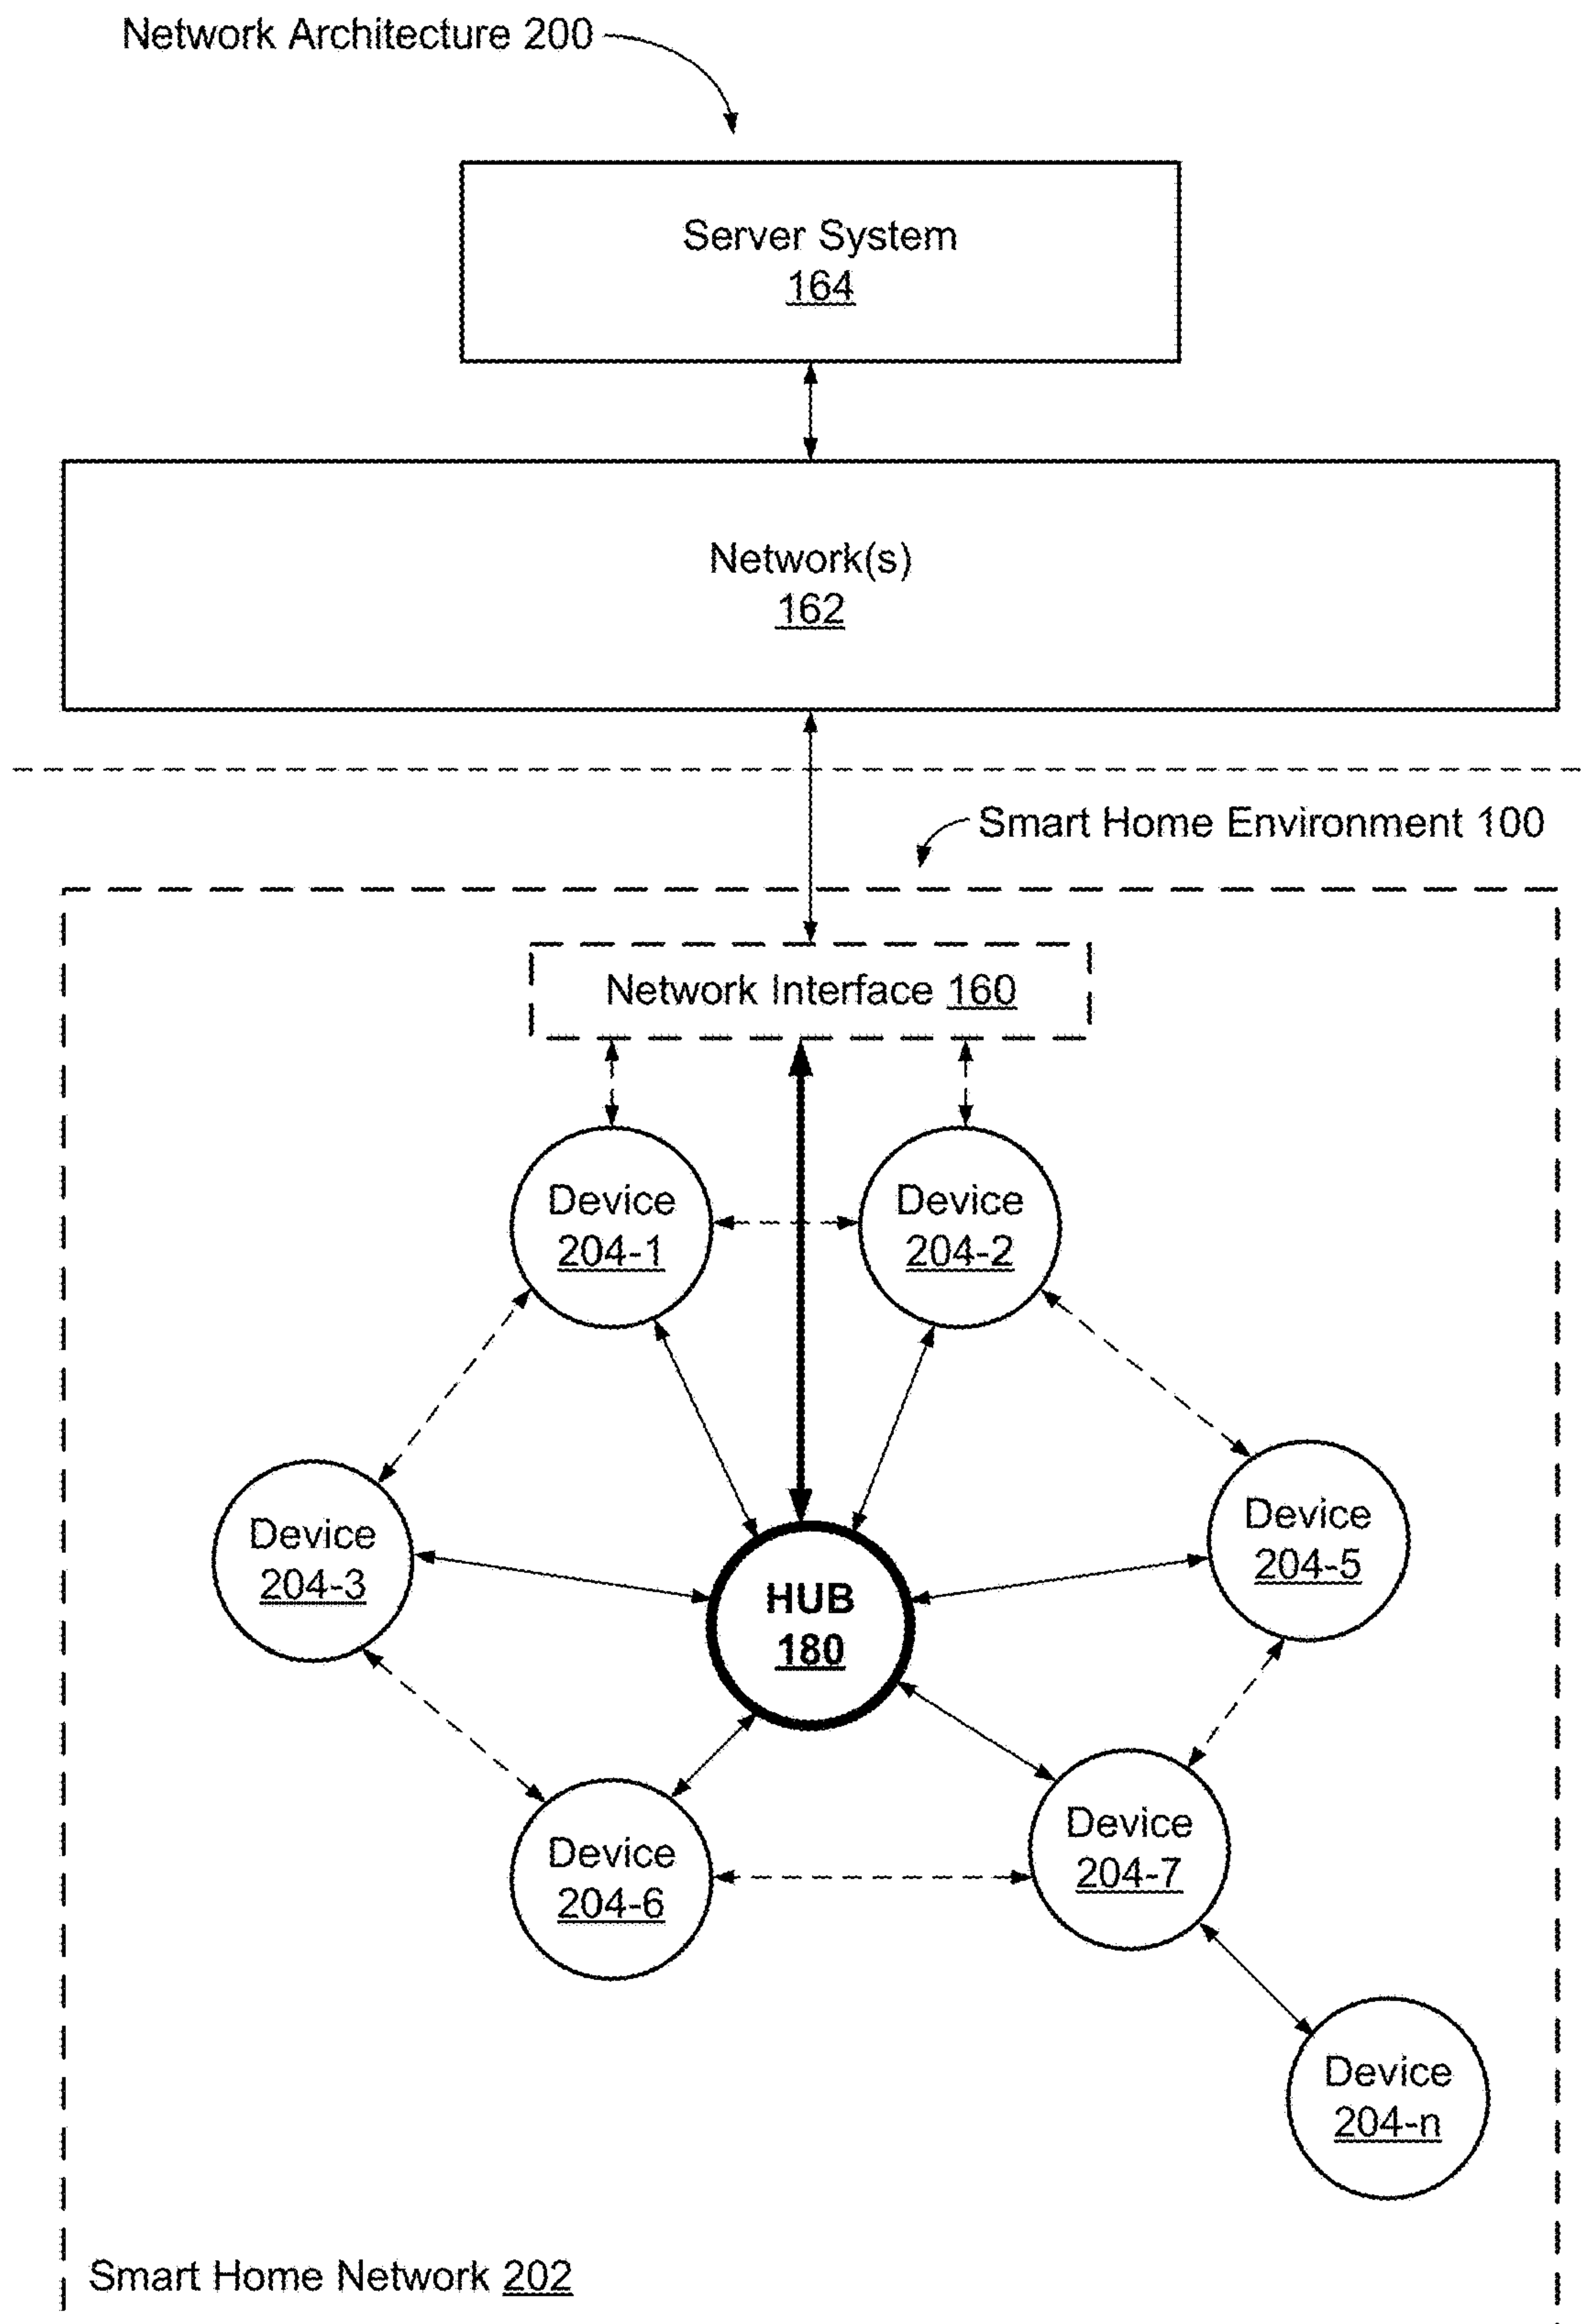 Network Architecture 200
Server System
164
Network(s)
162
Smart Home Environment 100
Network Interface 160
Device
204-1
Device
204-2
Device
204-3
Device
204-5
HUB
180
Device
204-6
Device
204-7
Device
204-n
Smart Home Network 202